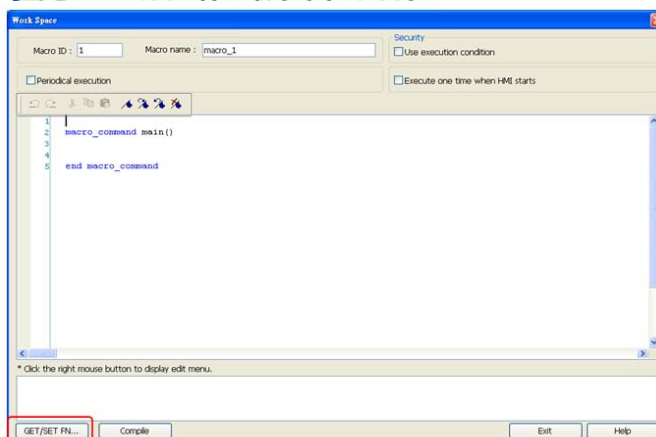 Work Space
Security
Macro ID : 1 Macro name : macro_1 Use execution condition
Periodical execution Execute one time when HMI starts
1
2 macro_command main()
3
4
5 end macro_command
* Click the right mouse button to display edit menu.
GET/SET FN... Compile Exit Help